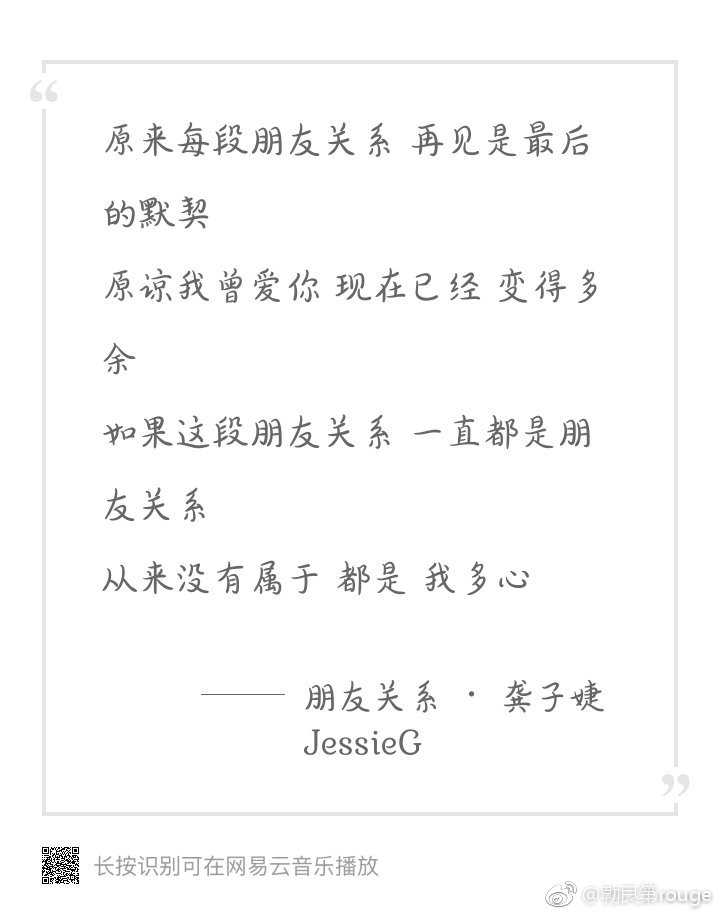 “
原来每段朋友关系 再见是最后
的默契
原谅我曾爱你 现在已经 变得多
余
如果这段朋友关系 一直都是朋
友关系
从来没有属于 都是 我多心
—— 朋友关系 · 龚子婕
JessieG
”
长按识别可在网易云音乐播放